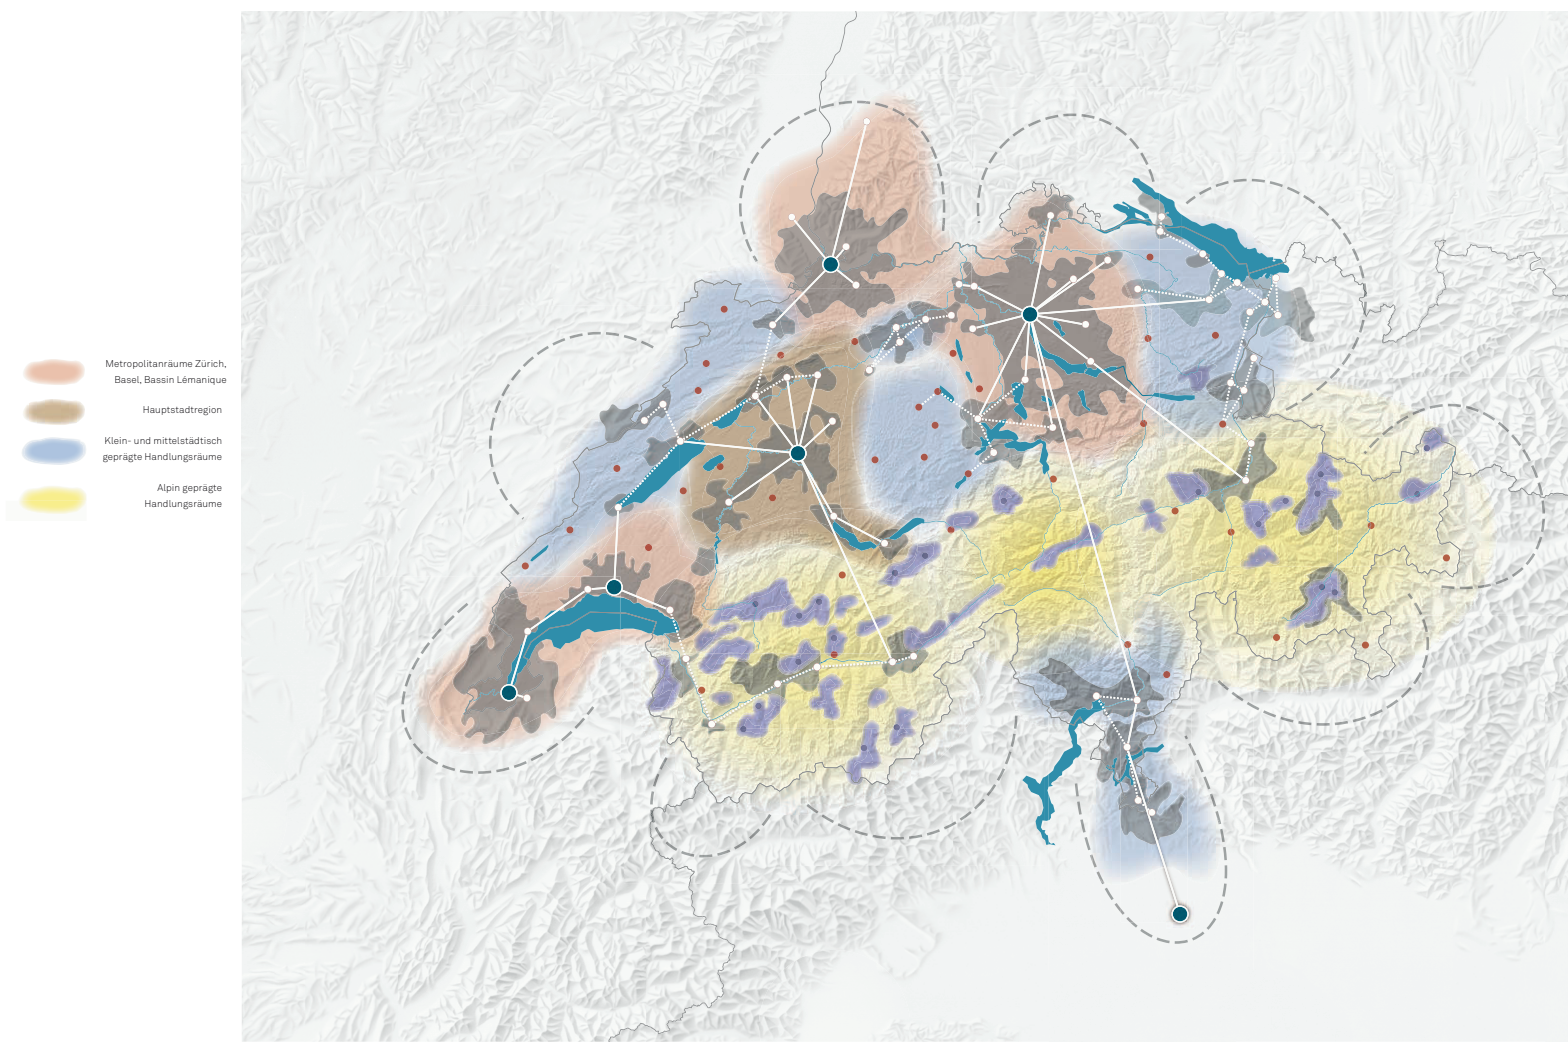 Metropolitanräume Zürich,
Basel, Bassin Lémanique
Hauptstadtregion
Klein- und mittelstädtisch
geprägte Handlungsräume
Alpin geprägte
Handlungsräume